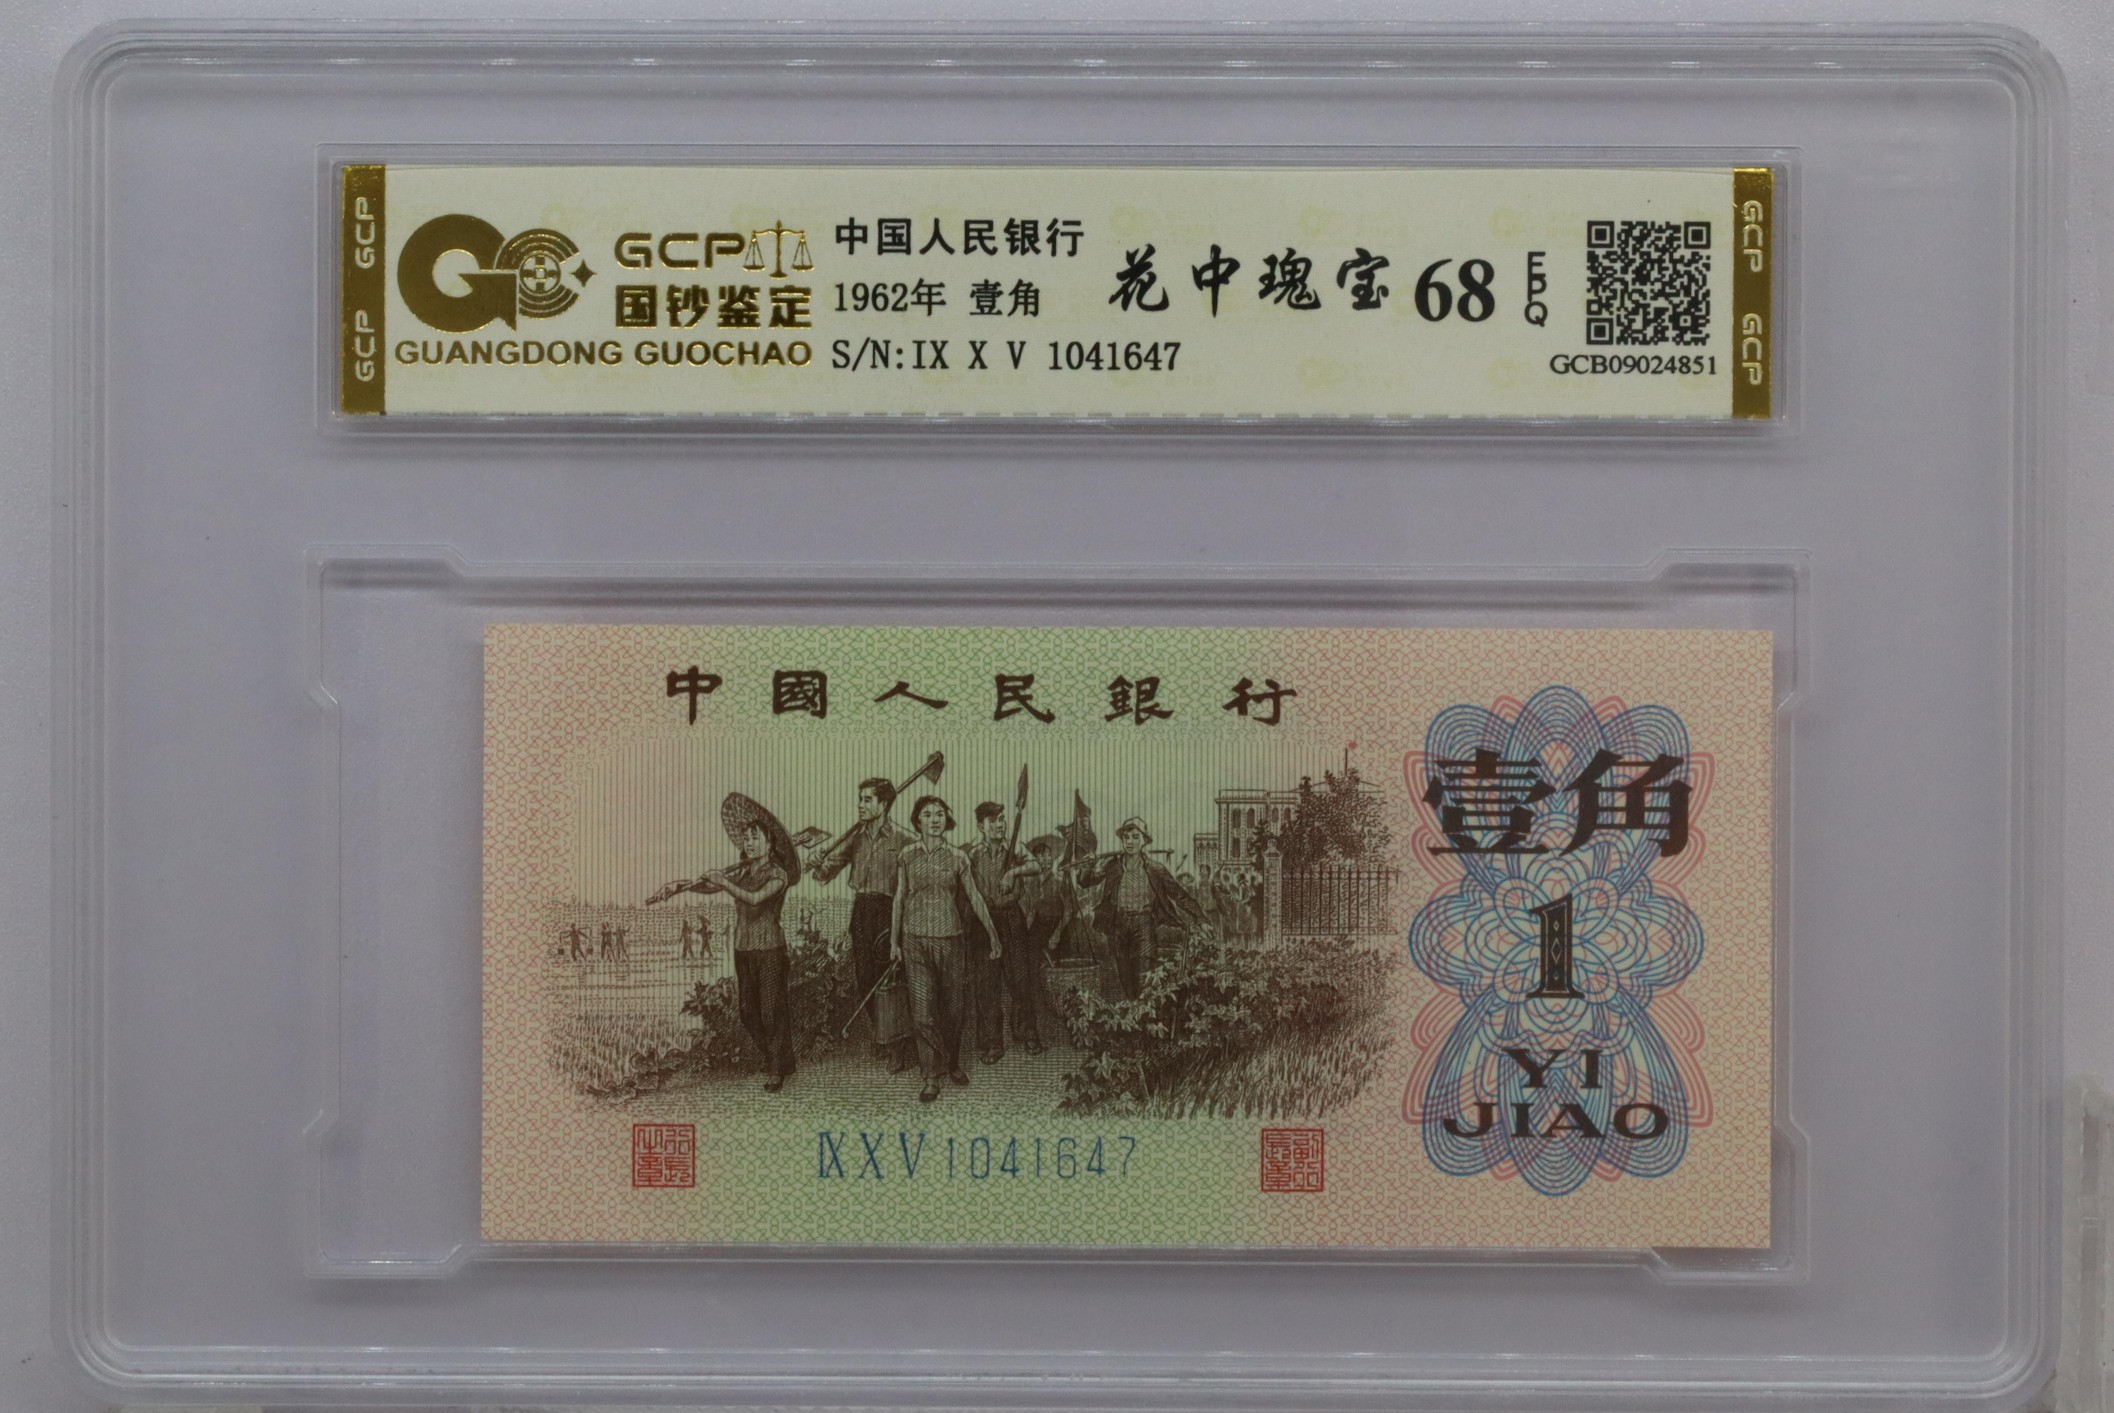 GCP GCP
GCP
国钞鉴定
GUANGDONG GUOCHAO
中国人民银行
1962年 壹角
S/N:IX X V 1041647
花中瑰宝 68
EPQ
GCB09024851
GCP GCP
中國人民銀行
壹角
1
YI
JIAO
IX X V 1041647